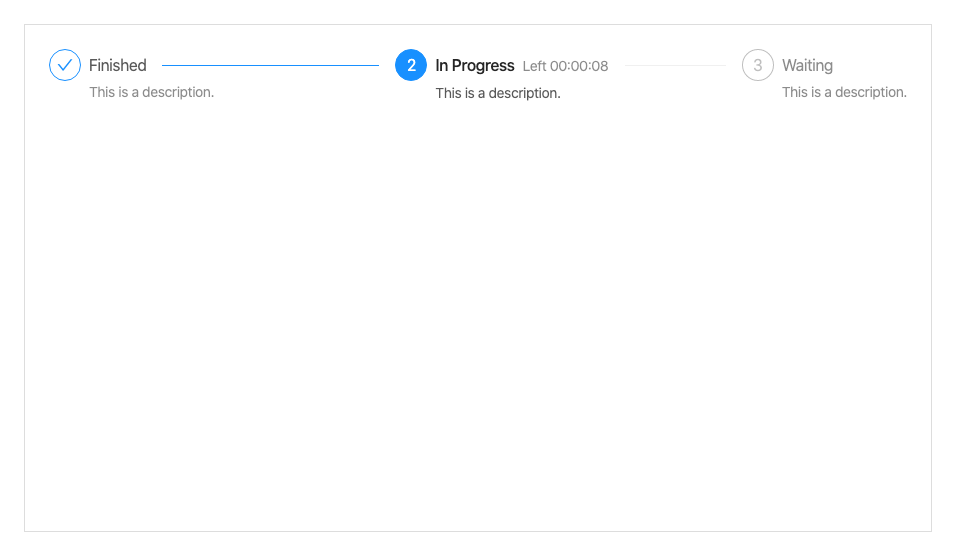 Finished
This is a description.
2 In Progress Left 00:00:08
This is a description.
3 Waiting
This is a description.